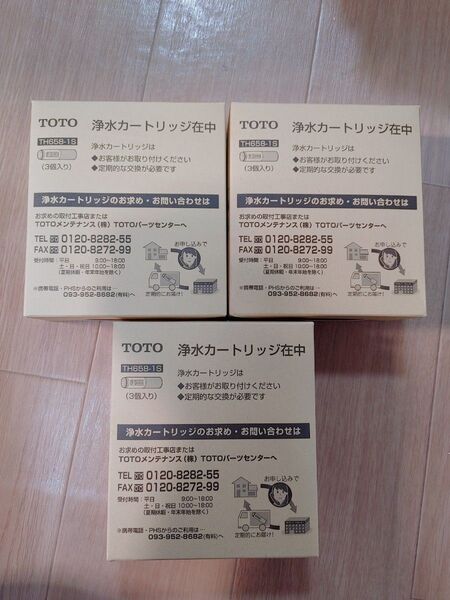 TOTO 浄水カートリッジ在中
TH658-1S
(3個入り)
浄水カートリッジは
◆お客様がお取り付けください
◆定期的な交換が必要です
浄水カートリッジのお求め・お問い合わせは
お求めの取付工事店または
TOTOメンテナンス(株) TOTOパーツセンターへ
TEL 0120-8282-55
FAX 0120-8272-99
受付時間：平日 9:00~18:00
土・日・祝日 10:00~18:00
(夏期休暇・年末年始を除く)
お申し込みで
定期的にお届け!
※携帯電話・PHSからのご利用は…
093-952-8682(有料)へ
TOTO 浄水カートリッジ在中
TH658-1S
(3個入り)
浄水カートリッジは
◆お客様がお取り付けください
◆定期的な交換が必要です
浄水カートリッジのお求め・お問い合わせは
お求めの取付工事店または
TOTOメンテナンス(株) TOTOパーツセンターへ
TEL 0120-8282-55
FAX 0120-8272-99
受付時間：平日 9:00~18:00
土・日・祝日 10:00~18:00
(夏期休暇・年末年始を除く)
お申し込みで
定期的にお届け!
※携帯電話・PHSからのご利用は…
093-952-8682(有料)へ
TOTO 浄水カートリッジ在中
TH658-1S
(3個入り)
浄水カートリッジは
◆お客様がお取り付けください
◆定期的な交換が必要です
浄水カートリッジのお求め・お問い合わせは
お求めの取付工事店または
TOTOメンテナンス(株) TOTOパーツセンターへ
TEL 0120-8282-55
FAX 0120-8272-99
受付時間：平日 9:00~18:00
土・日・祝日 10:00~18:00
(夏期休暇・年末年始を除く)
お申し込みで
定期的にお届け!
※携帯電話・PHSからのご利用は…
093-952-8682(有料)へ